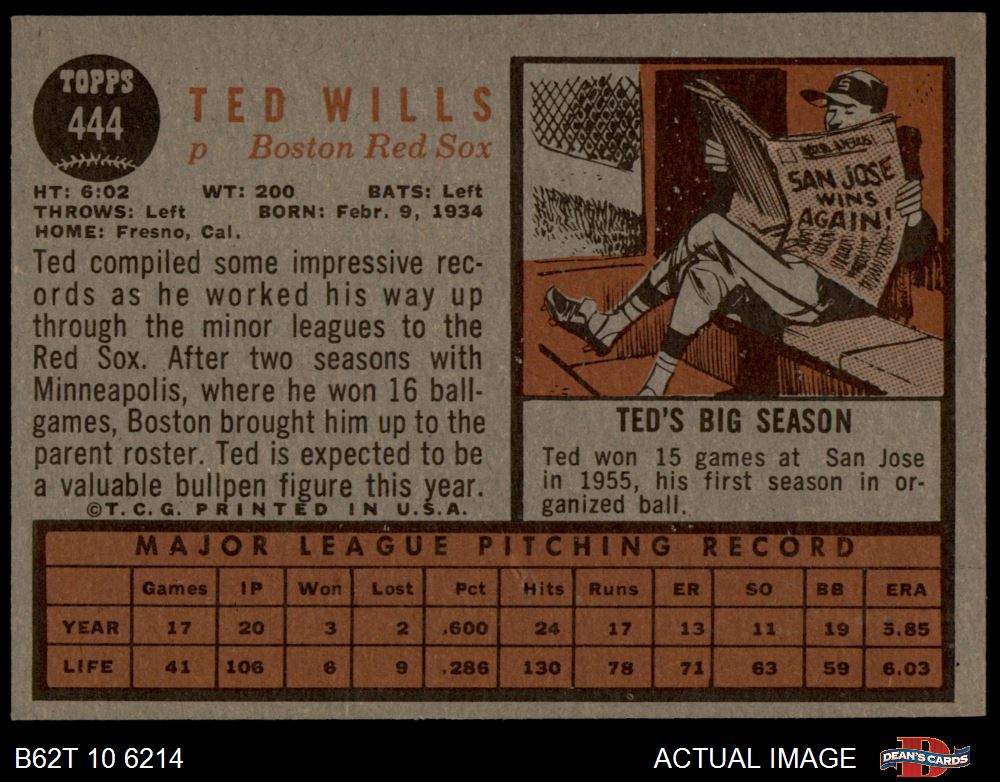 TOPPS
444
TED WILLS
p Boston Red Sox
HT: 6:02 WT: 200 BATS: Left
THROWS: Left BORN: Febr. 9, 1934
HOME: Fresno, Cal.
Ted compiled some impressive rec-
ords as he worked his way up
through the minor leagues to the
Red Sox. After two seasons with
Minneapolis, where he won 16 ball-
games, Boston brought him up to the
parent roster. Ted is expected to be
a valuable bullpen figure this year.
©T.C.G. PRINTED IN U.S.A.
S
NEWS
SAN JOSE
WINS
AGAIN!
TED'S BIG SEASON
Ted won 15 games at San Jose
in 1955, his first season in or-
ganized ball.
MAJOR LEAGUE PITCHING RECORD
Games IP Won Lost Pct Hits Runs ER SO BB ERA
YEAR 17 20 3 2 .600 24 17 13 11 19 5.85
LIFE 41 106 6 9 .286 130 78 71 63 59 6.03
B62T 10 6214
ACTUAL IMAGE
DEAN'S CARDS